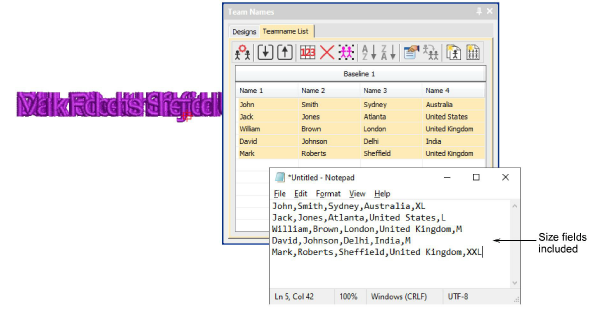 Team Names
Designs Teamname List
123
A Z Z A
Baseline 1
Name 1 Name 2 Name 3 Name 4
John Smith Sydney Australia
Jack Jones Atlanta United States
William Brown London United Kingdom
David Johnson Delhi India
Mark Roberts Sheffield United Kingdom
*Untitled - Notepad
File Edit Format View Help
John,Smith,Sydney,Australia,XL
Jack,Jones,Atlanta,United States,L
William,Brown,London,United Kingdom,M
David,Johnson,Delhi,India,M
Mark,Roberts,Sheffield,United Kingdom,XXL
Ln 5, Col 42 100% Windows (CRLF) UTF-8
Size fields
included